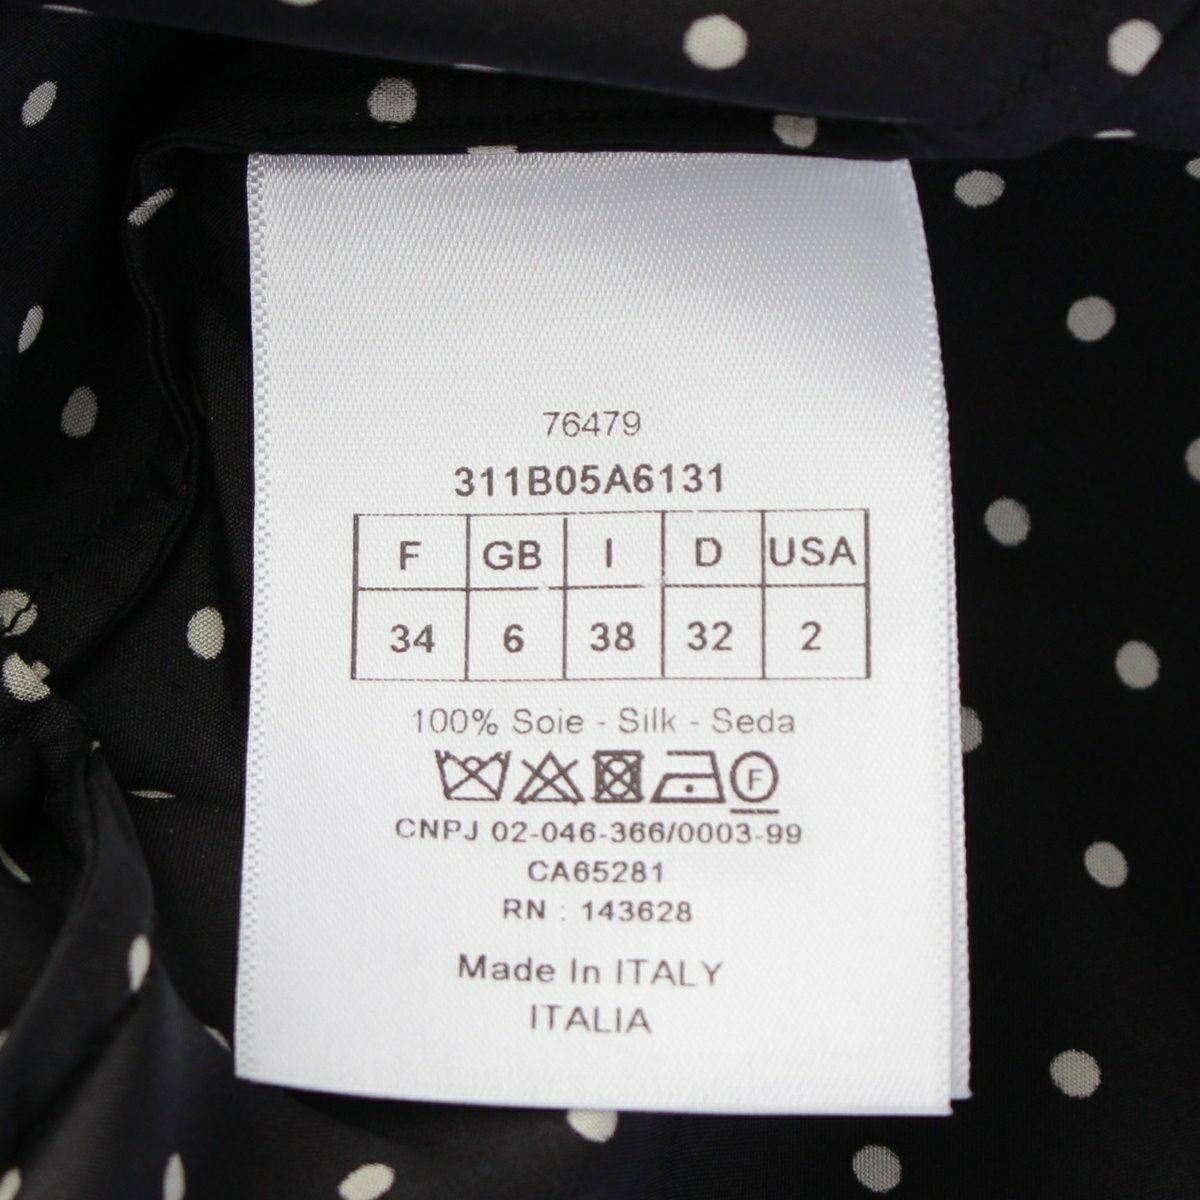 76479
311B05A6131
F GB I D USA
34 6 38 32 2
100% Soie - Silk - Seda
F
CNPJ 02-046-366/0003-99
CA65281
RN : 143628
Made In ITALY
ITALIA